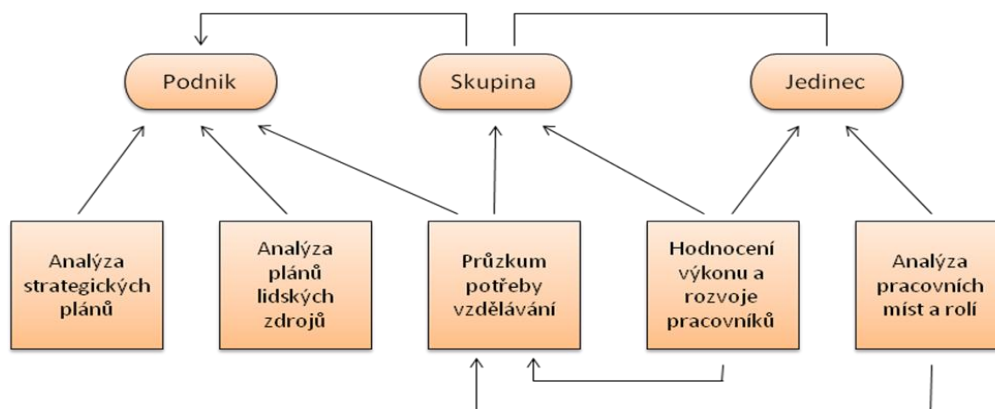 Podnik
Skupina
Jedinec
Analýza
strategických
plánů
Analýza
plánů
lidských
zdrojů
Průzkum
potřeby
vzdělávání
Hodnocení
výkonu a
rozvoje
pracovníků
Analýza
pracovních
míst a rolí